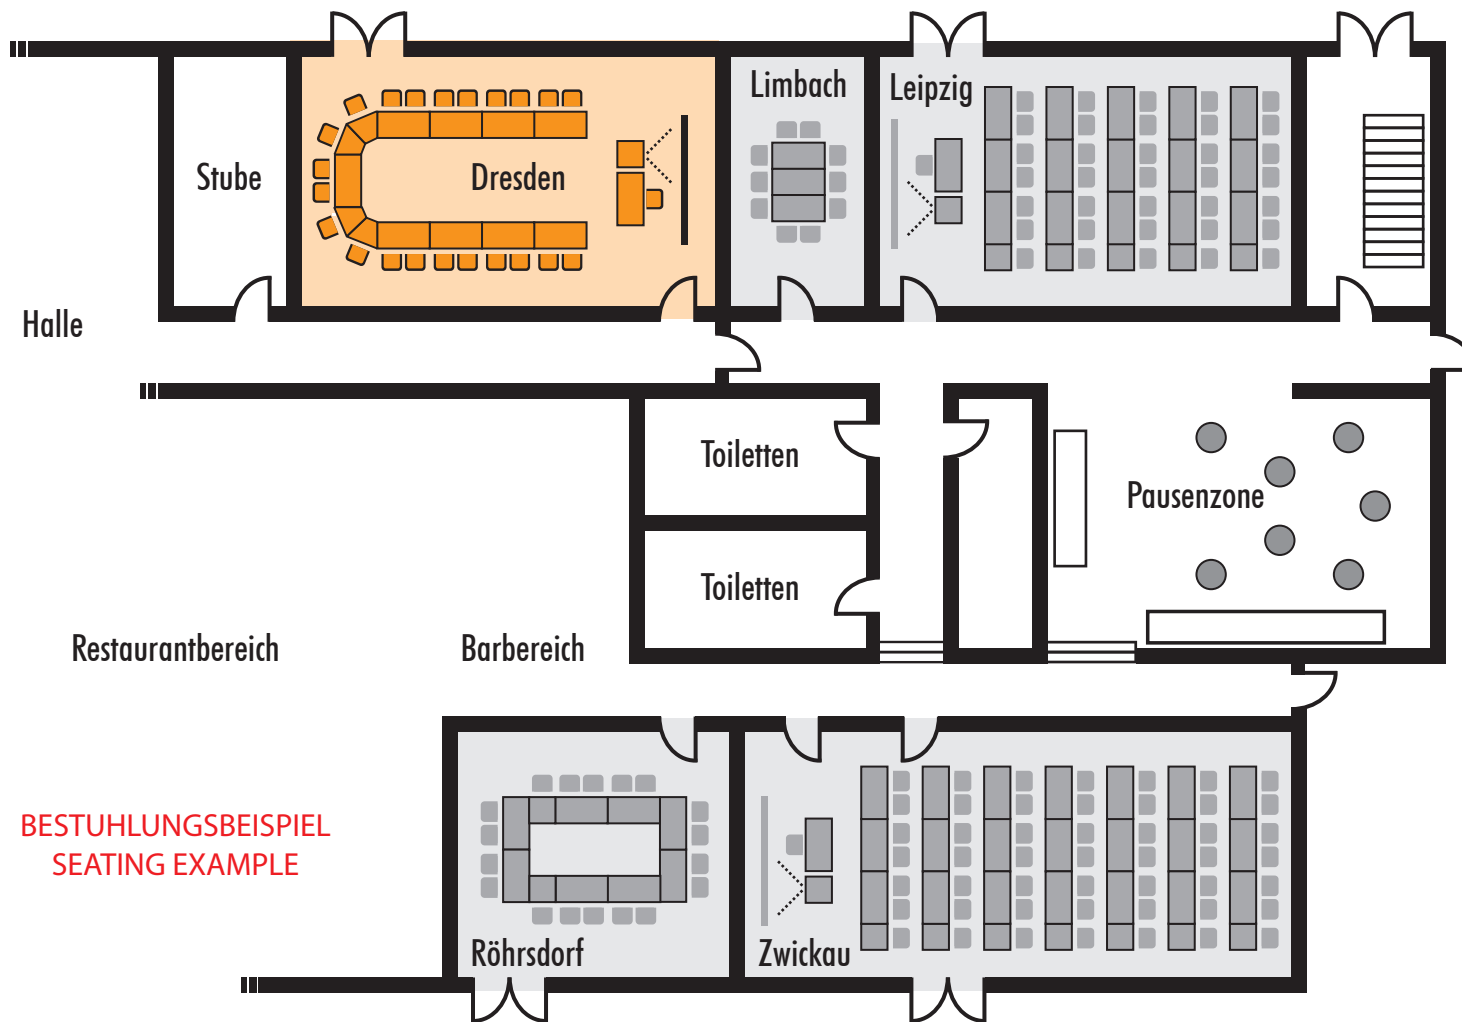 Limbach
Leipzig
Stube
Dresden
Halle
Toiletten
Pausenzone
Toiletten
Restaurantbereich
Barbereich
BESTUHLUNGSBEISPIEL
SEATING EXAMPLE
Röhrsdorf
Zwickau